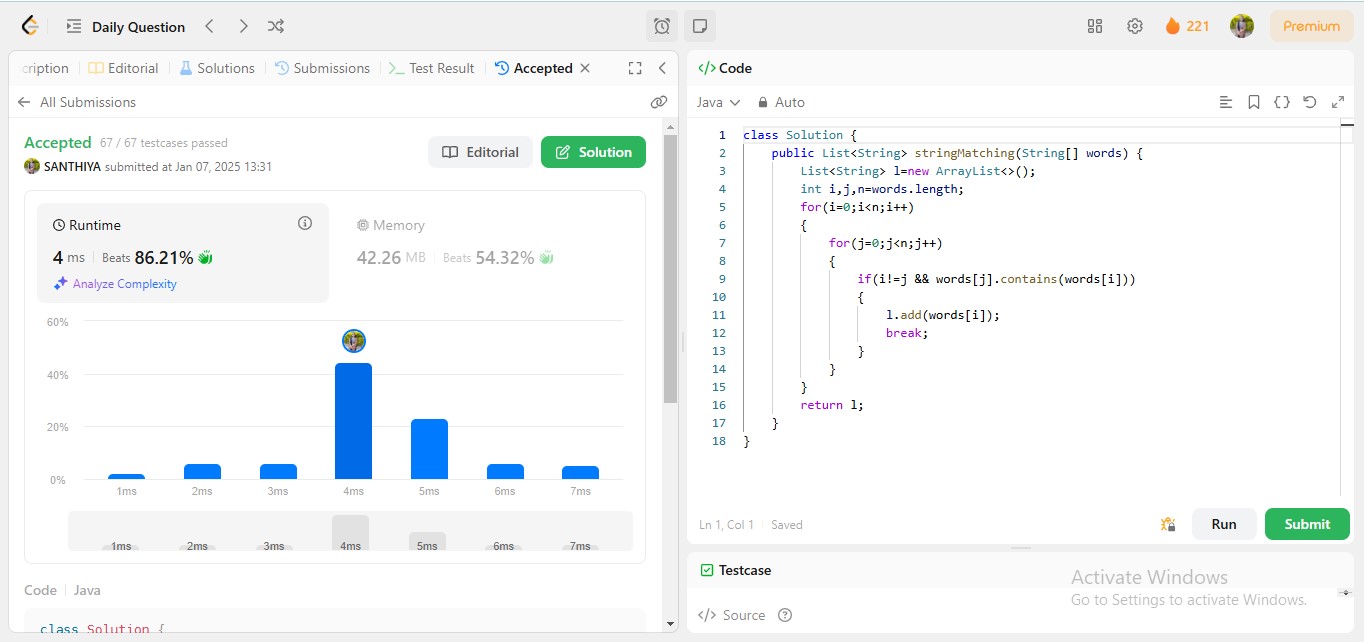 Daily Question
221
Premium
cription
Editorial
Solutions
Submissions
Test Result
Accepted
All Submissions
Accepted 67 / 67 testcases passed
SANTHIYA submitted at Jan 07, 2025 13:31
Editorial
Solution
Runtime
4 ms Beats 86.21%
Analyze Complexity
Memory
42.26 MB Beats 54.32%
60%
40%
20%
0%
1ms 2ms 3ms 4ms 5ms 6ms 7ms
1ms 2ms 3ms 4ms 5ms 6ms 7ms
Code Java
class Solution {
</> Code
Java Auto
1 class Solution {
2 public List<String> stringMatching(String[] words) {
3 List<String> l=new ArrayList<>();
4 int i,j,n=words.length;
5 for(i=0;i<n;i++)
6 {
7 for(j=0;j<n;j++)
8 {
9 if(i!=j && words[j].contains(words[i]))
10 {
11 l.add(words[i]);
12 break;
13 }
14 }
15 }
16 return l;
17 }
18 }
Ln 1, Col 1 Saved
Run
Submit
Testcase
</> Source
Activate Windows
Go to Settings to activate Windows.